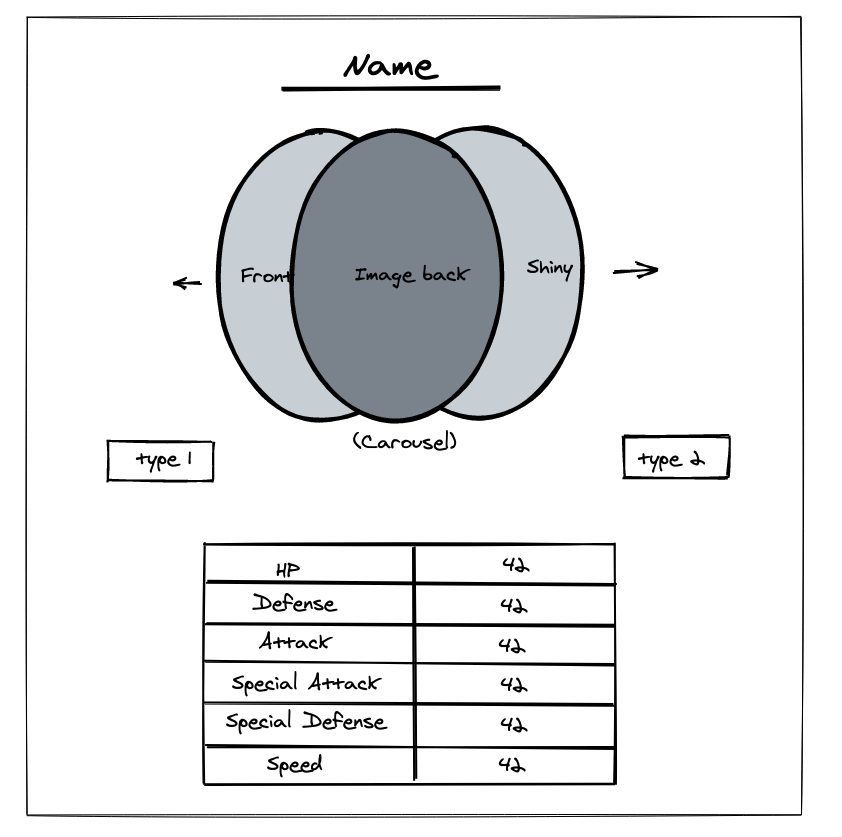 Name
Front Image back Shiny
(Carousel)
type 1 type 2
HP 42
Defense 42
Attack 42
Special Attack 42
Special Defense 42
Speed 42